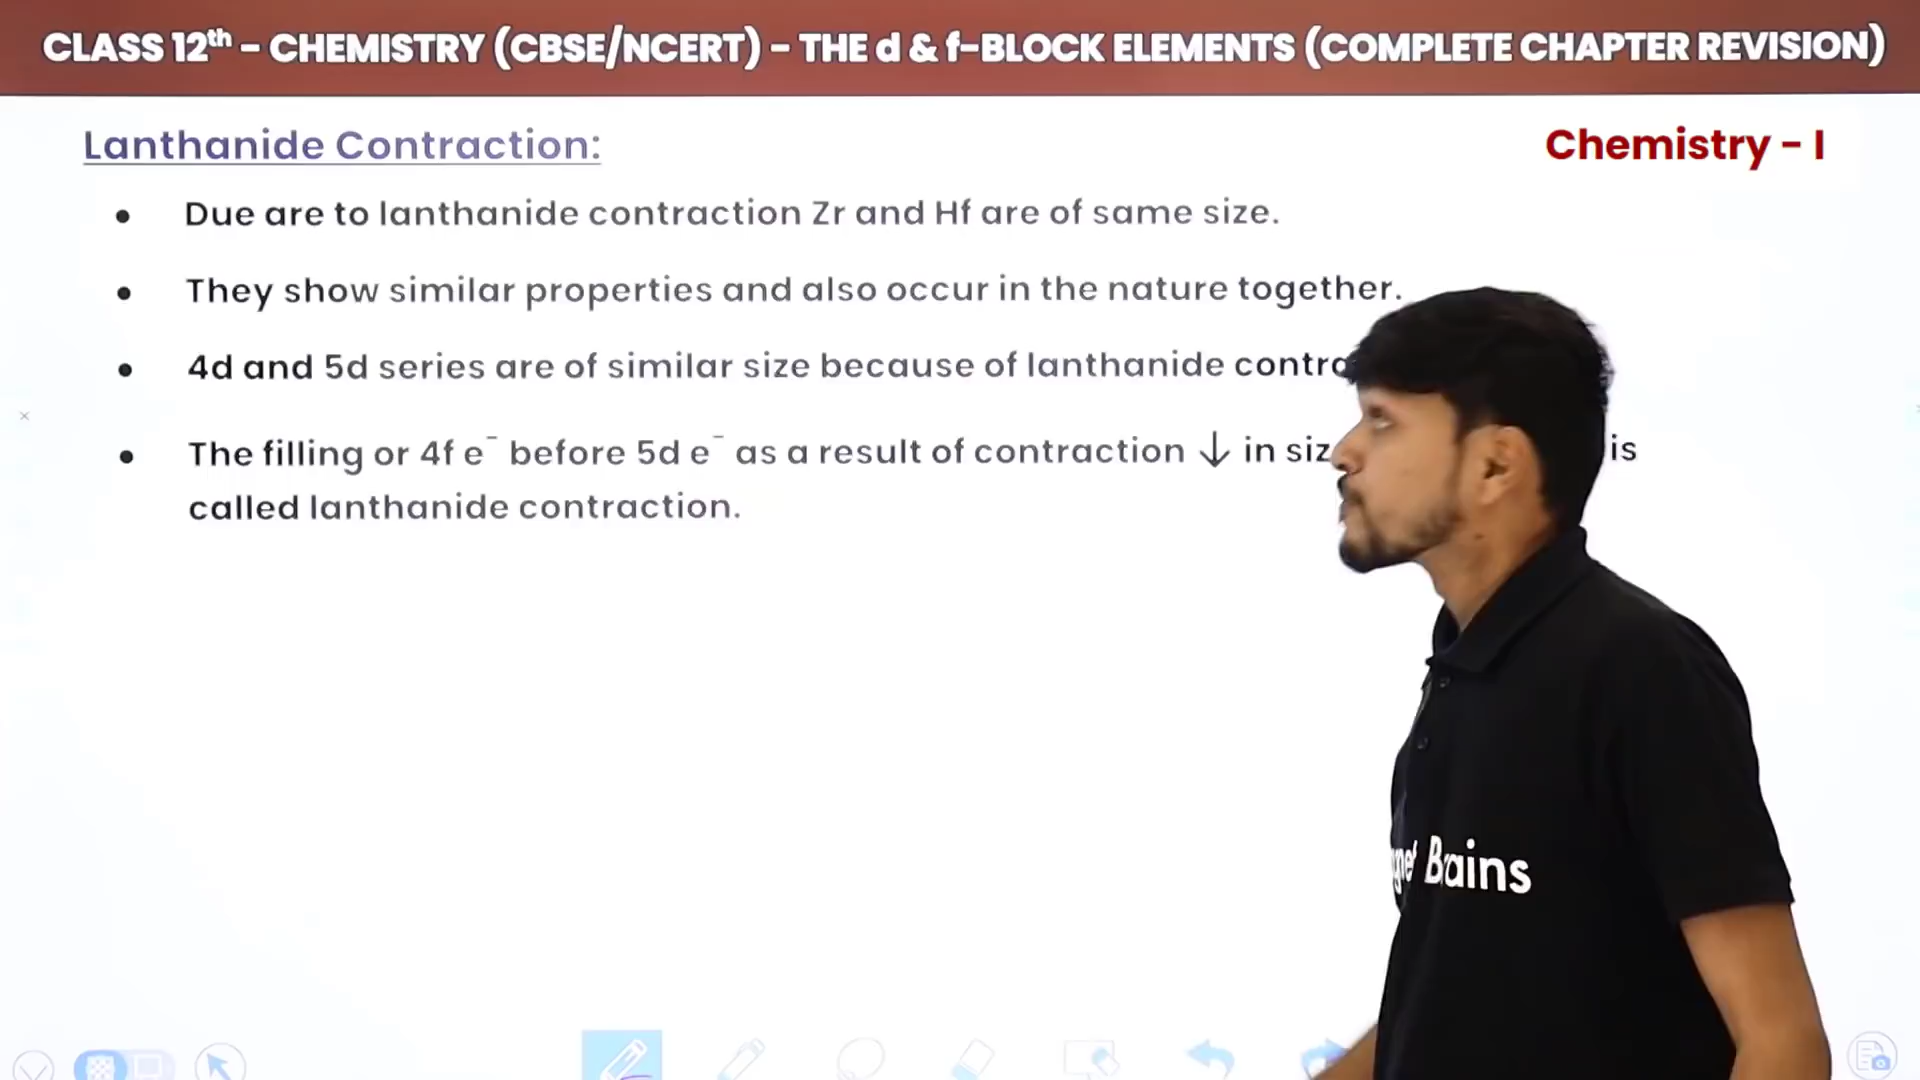 CLASS 12th – CHEMISTRY (CBSE/NCERT) – THE d & f–BLOCK ELEMENTS (COMPLETE CHAPTER REVISION)
Lanthanide Contraction:
Chemistry – I
• Due are to lanthanide contraction Zr and Hf are of same size.
• They show similar properties and also occur in the nature together.
• 4d and 5d series are of similar size because of lanthanide
• The filling or 4f e⁻ before 5d e⁻ as a result of contraction ↓ in is
called lanthanide contraction.
Brains